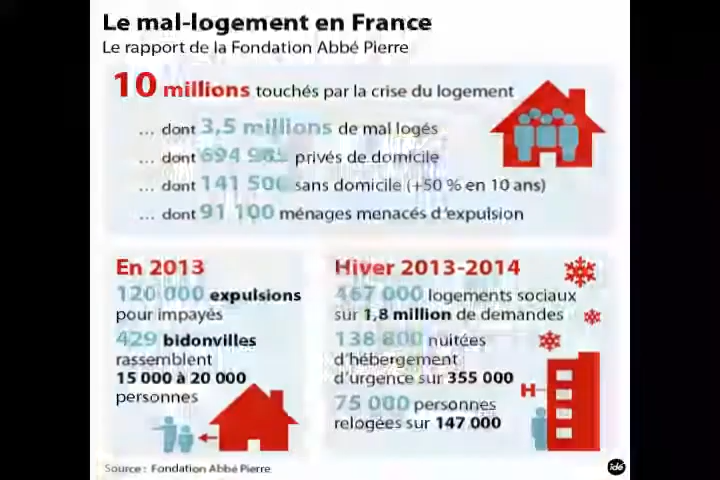 Le mal-logement en France
Le rapport de la Fondation Abbé Pierre
10 millions touchés par la crise du logement
... dont 3,5 millions de mal logés
... dont 694 985 privés de domicile
... dont 141 500 sans domicile (+50 % en 10 ans)
... dont 91 100 ménages menacés d'expulsion
En 2013
120 000 expulsions
pour impayés
429 bidonvilles
rassemblent
15 000 à 20 000
personnes
Hiver 2013-2014
467 000 logements sociaux
sur 1,8 million de demandes
138 800 nuitées
d'hébergement
d'urgence sur 355 000
75 000 personnes
relogées sur 147 000
H
Source : Fondation Abbé Pierre
idé